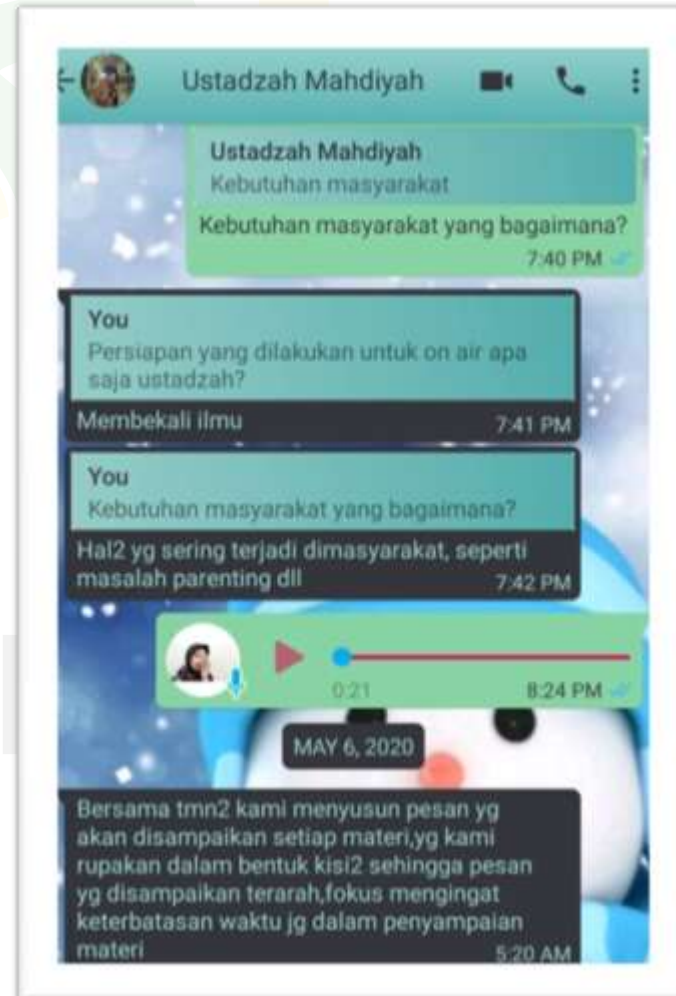 Ustadzah Mahdiyah
Ustadzah Mahdiyah
Kebutuhan masyarakat
Kebutuhan masyarakat yang bagaimana?
7:40 PM
You
Persiapan yang dilakukan untuk on air apa
saja ustadzah?
Membekali ilmu 7:41 PM
You
Kebutuhan masyarakat yang bagaimana?
Hal2 yg sering terjadi dimasyarakat, seperti
masalah parenting dll 7:42 PM
0:21 8:24 PM
MAY 6, 2020
Bersama tmn2 kami menyusun pesan yg
akan disampaikan setiap materi,yg kami
rupakan dalam bentuk kisi2 sehingga pesan
yg disampaikan terarah,fokus mengingat
keterbatasan waktu jg dalam penyampaian
materi 5:20 AM